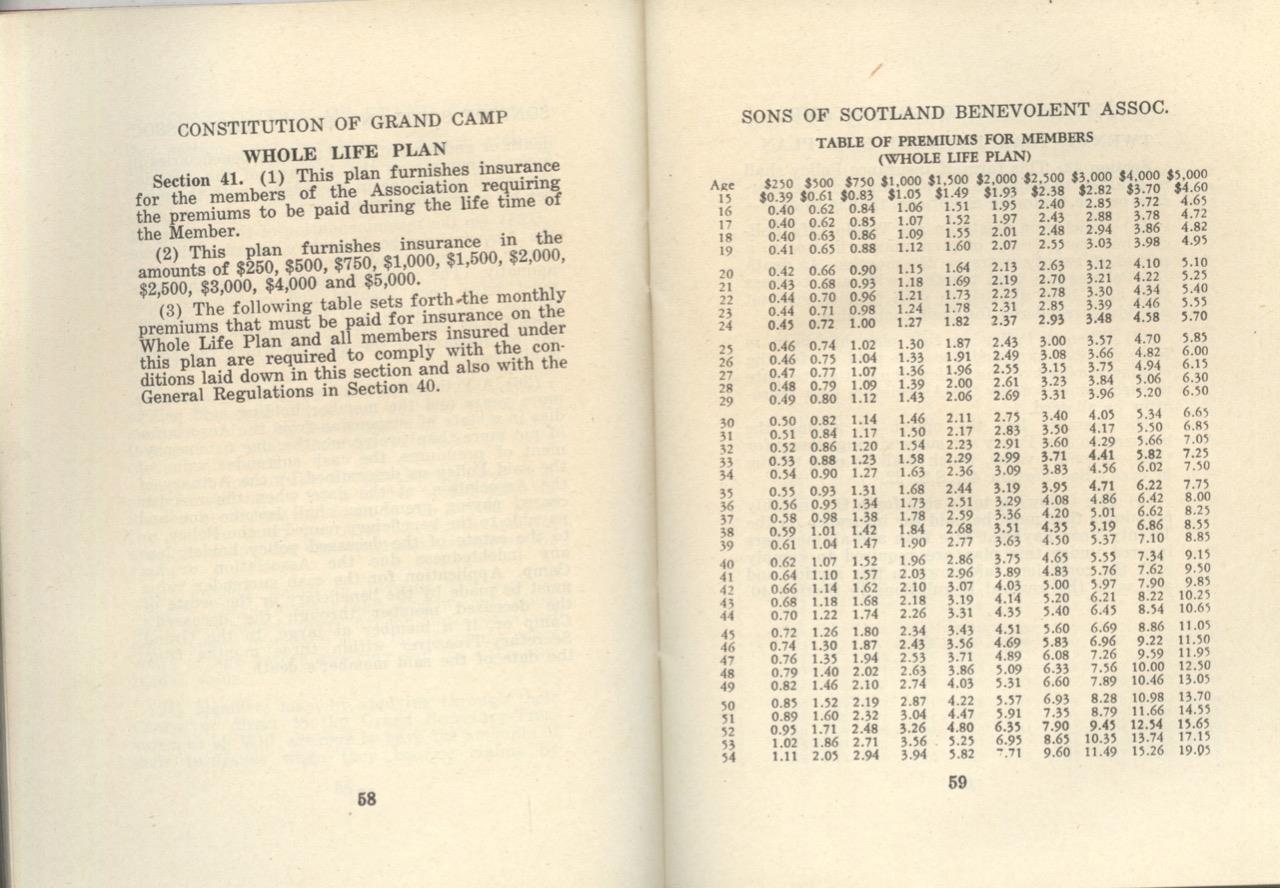 CONSTITUTION OF GRAND CAMP
WHOLE LIFE PLAN
Section 41. (1) This plan furnishes insurance
for the members of the Association requiring
the premiums to be paid during the life time of
the Member.
(2) This plan furnishes insurance in the
amounts of $250, $500, $750, $1,000, $1,500, $2,000,
$2,500, $3,000, $4,000 and $5,000.
(3) The following table sets forth the monthly
premiums that must be paid for insurance on the
Whole Life Plan and all members insured under
this plan are required to comply with the con-
ditions laid down in this section and also with the
General Regulations in Section 40.
58
SONS OF SCOTLAND BENEVOLENT ASSOC.
TABLE OF PREMIUMS FOR MEMBERS
(WHOLE LIFE PLAN)
Age $250 $500 $750 $1,000 $1,500 $2,000 $2,500 $3,000 $4,000 $5,000
15 $0.39 $0.61 $0.83 $1.05 $1.49 $1.93 $2.38 $2.82 $3.70 $4.60
16 0.40 0.62 0.84 1.06 1.51 1.95 2.40 2.85 3.72 4.65
17 0.40 0.62 0.85 1.07 1.52 1.97 2.43 2.88 3.78 4.72
18 0.40 0.63 0.86 1.09 1.55 2.01 2.48 2.94 3.86 4.82
19 0.41 0.65 0.88 1.12 1.60 2.07 2.55 3.03 3.98 4.95
20 0.42 0.66 0.90 1.15 1.64 2.13 2.63 3.12 4.10 5.10
21 0.43 0.68 0.93 1.18 1.69 2.19 2.70 3.21 4.22 5.25
22 0.44 0.70 0.96 1.21 1.73 2.25 2.78 3.30 4.34 5.40
23 0.44 0.71 0.98 1.24 1.78 2.31 2.85 3.39 4.46 5.55
24 0.45 0.72 1.00 1.27 1.82 2.37 2.93 3.48 4.58 5.70
25 0.46 0.74 1.02 1.30 1.87 2.43 3.00 3.57 4.70 5.85
26 0.46 0.75 1.04 1.33 1.91 2.49 3.08 3.66 4.82 6.00
27 0.47 0.77 1.07 1.36 1.96 2.55 3.15 3.75 4.94 6.15
28 0.48 0.79 1.09 1.39 2.00 2.61 3.23 3.84 5.06 6.30
29 0.49 0.80 1.12 1.43 2.06 2.69 3.31 3.96 5.20 6.50
30 0.50 0.82 1.14 1.46 2.11 2.75 3.40 4.05 5.34 6.65
31 0.51 0.84 1.17 1.50 2.17 2.83 3.50 4.17 5.50 6.85
32 0.52 0.86 1.20 1.54 2.23 2.91 3.60 4.29 5.66 7.05
33 0.53 0.88 1.23 1.58 2.29 2.99 3.71 4.41 5.82 7.25
34 0.54 0.90 1.27 1.63 2.36 3.09 3.83 4.56 6.02 7.50
35 0.55 0.93 1.31 1.68 2.44 3.19 3.95 4.71 6.22 7.75
36 0.56 0.95 1.34 1.73 2.51 3.29 4.08 4.86 6.42 8.00
37 0.58 0.98 1.38 1.78 2.59 3.36 4.20 5.01 6.62 8.25
38 0.59 1.01 1.42 1.84 2.68 3.51 4.35 5.19 6.86 8.55
39 0.61 1.04 1.47 1.90 2.77 3.63 4.50 5.37 7.10 8.85
40 0.62 1.07 1.52 1.96 2.86 3.75 4.65 5.55 7.34 9.15
41 0.64 1.10 1.57 2.03 2.96 3.89 4.83 5.76 7.62 9.50
42 0.66 1.14 1.62 2.10 3.07 4.03 5.00 5.97 7.90 9.85
43 0.68 1.18 1.68 2.18 3.19 4.14 5.20 6.21 8.22 10.25
44 0.70 1.22 1.74 2.26 3.31 4.35 5.40 6.45 8.54 10.65
45 0.72 1.26 1.80 2.34 3.43 4.51 5.60 6.69 8.86 11.05
46 0.74 1.30 1.87 2.43 3.56 4.69 5.83 6.96 9.22 11.50
47 0.76 1.35 1.94 2.53 3.71 4.89 6.08 7.26 9.59 11.95
48 0.79 1.40 2.02 2.63 3.86 5.09 6.33 7.56 10.00 12.50
49 0.82 1.46 2.10 2.74 4.03 5.31 6.60 7.89 10.46 13.05
50 0.85 1.52 2.19 2.87 4.22 5.57 6.93 8.28 10.98 13.70
51 0.89 1.60 2.32 3.04 4.47 5.91 7.35 8.79 11.66 14.55
52 0.95 1.71 2.48 3.26 4.80 6.35 7.90 9.45 12.54 15.65
53 1.02 1.86 2.71 3.56 5.25 6.95 8.65 10.35 13.74 17.15
54 1.11 2.05 2.94 3.94 5.82 7.71 9.60 11.49 15.26 19.05
59